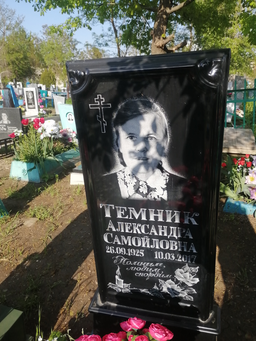 ТЕМНИК
АЛЕКСАНДРА
САМОЙЛОВНА
26.09.1925 10.03.2017
Помним,
любим,
скорбим